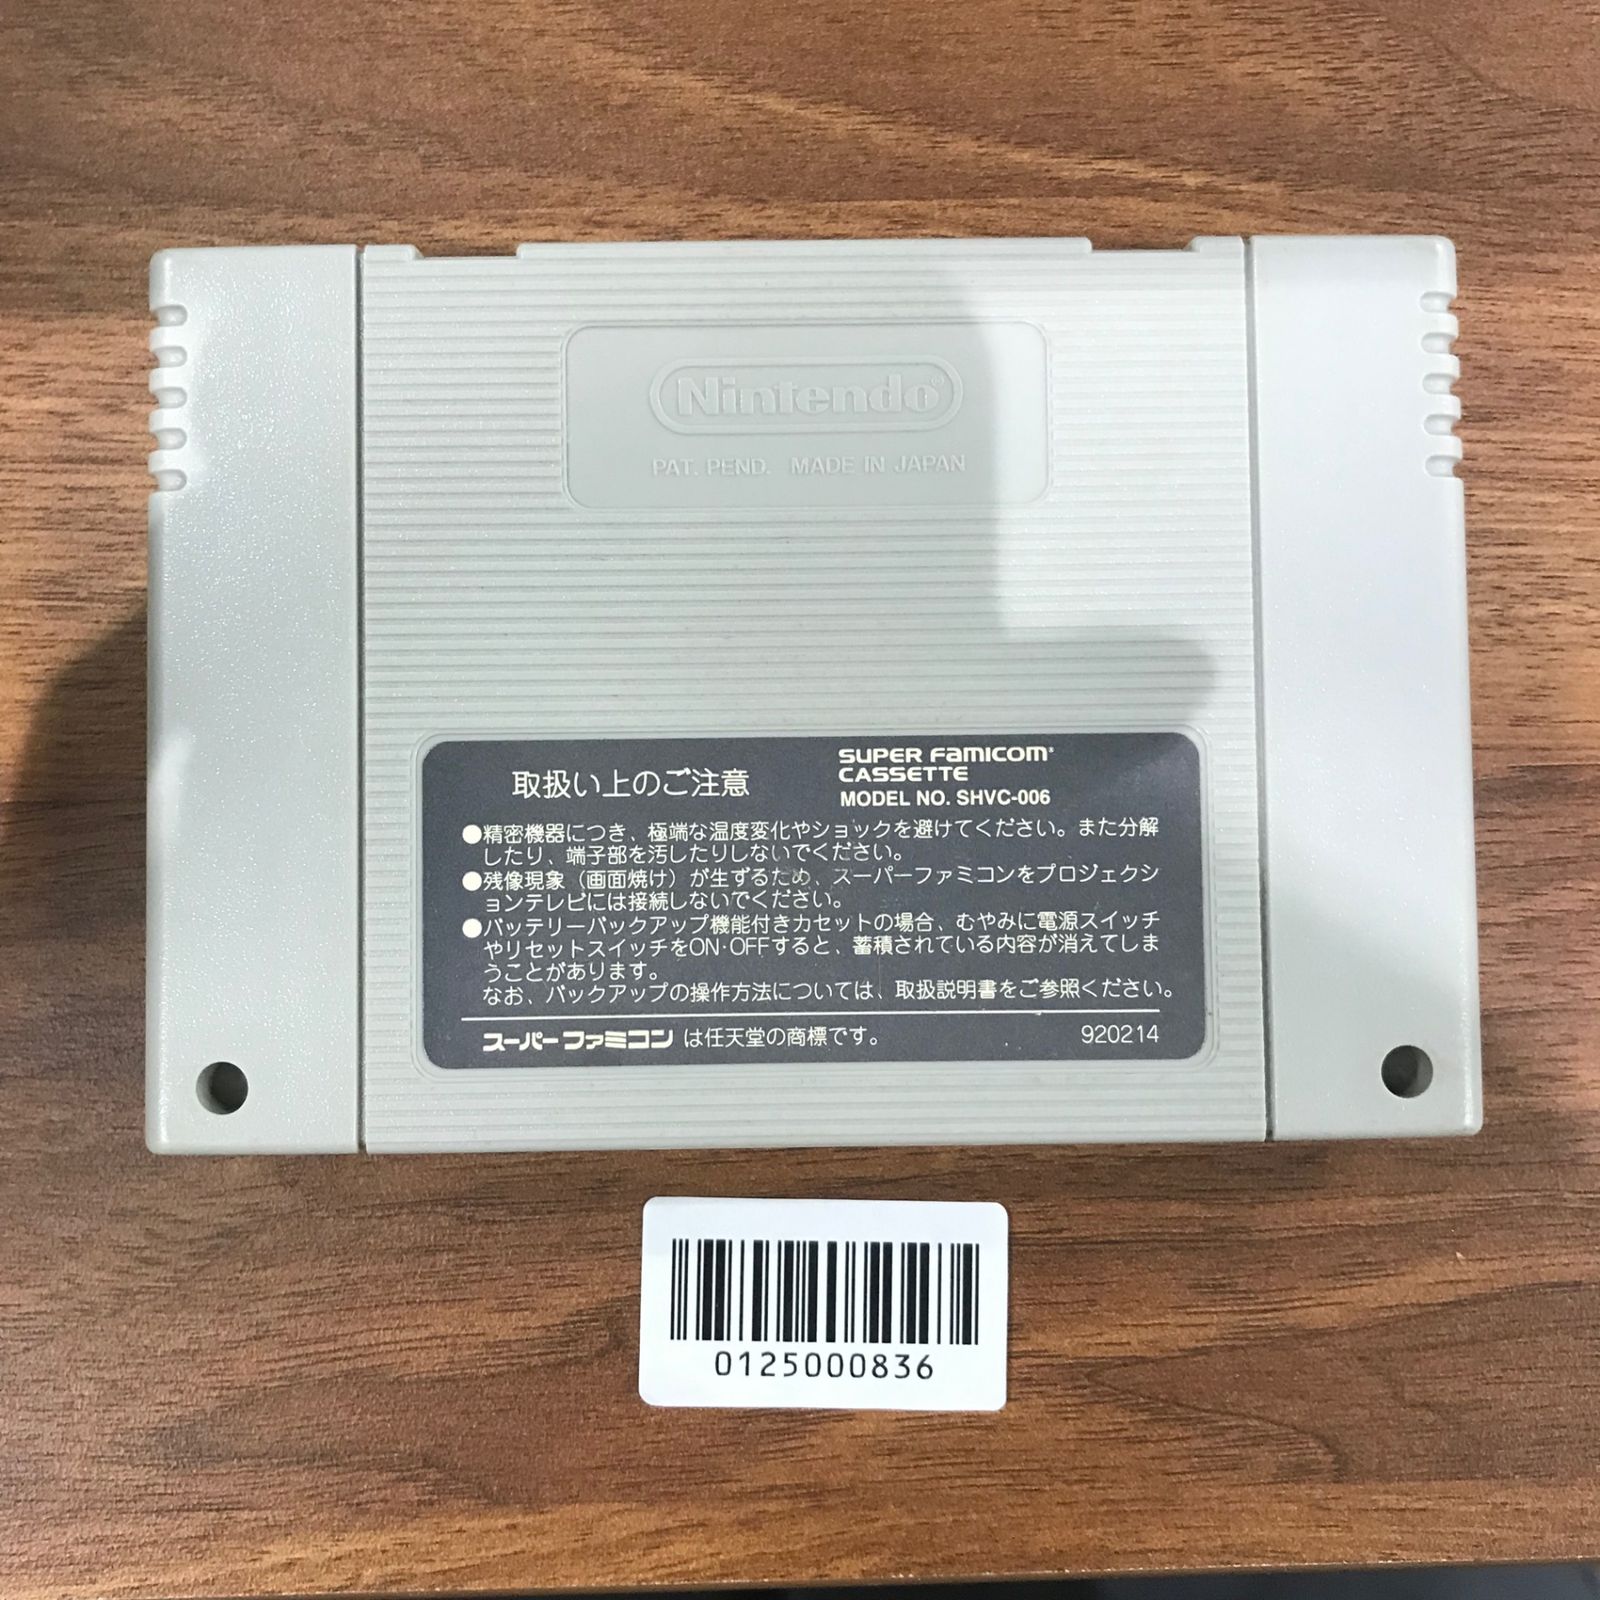 Nintendo®
PAT. PEND. MADE IN JAPAN
取扱い上のご注意
SUPER FAMICOM®
CASSETTE
MODEL NO. SHVC-006
●精密機器につき、極端な温度変化やショックを避けてください。また分解
したり、端子部を汚したりしないでください。
●残像現象（画面焼け）が生ずるため、スーパーファミコンをプロジェクシ
ョンテレビには接続しないでください。
●バッテリーバックアップ機能付きカセットの場合、むやみに電源スイッチ
やリセットスイッチをON·OFFすると、蓄積されている内容が消えてしま
うことがあります。
なお、バックアップの操作方法については、取扱説明書をご参照ください。
スーパーファミコン は任天堂の商標です。
920214
0125000836